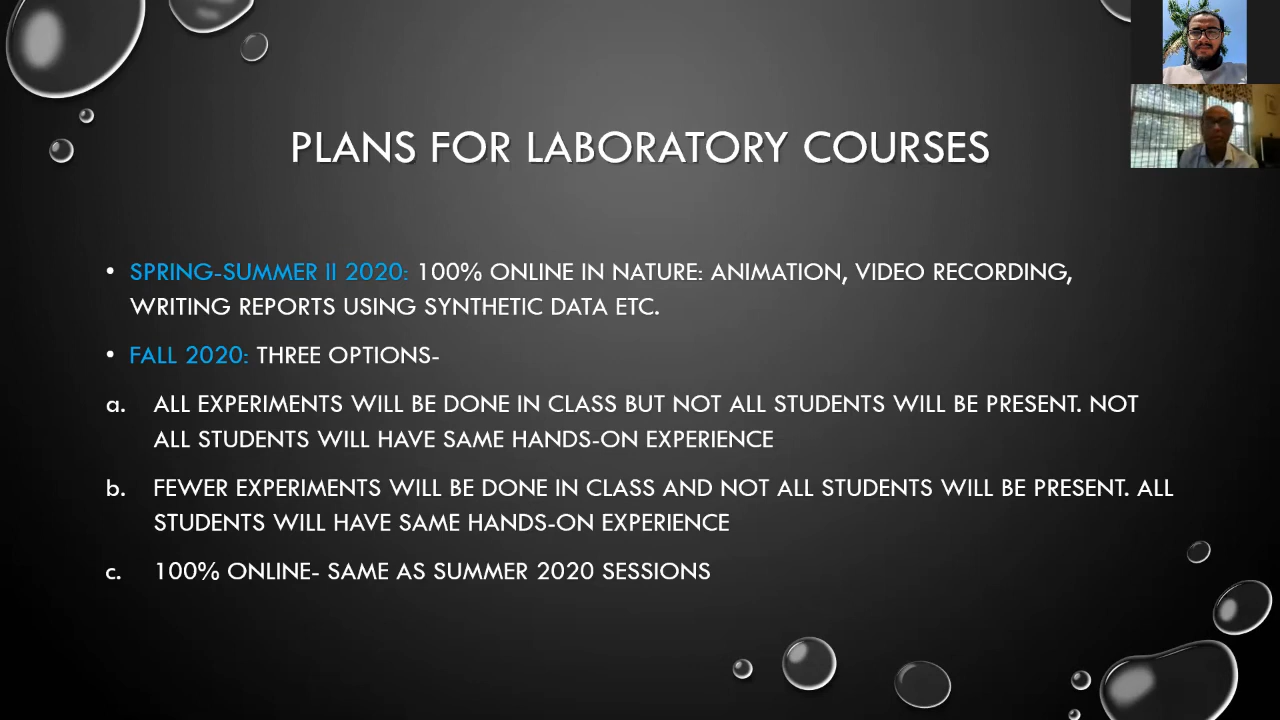 PLANS FOR LABORATORY COURSES
• SPRING-SUMMER II 2020: 100% ONLINE IN NATURE: ANIMATION, VIDEO RECORDING,
WRITING REPORTS USING SYNTHETIC DATA ETC.
• FALL 2020: THREE OPTIONS-
a. ALL EXPERIMENTS WILL BE DONE IN CLASS BUT NOT ALL STUDENTS WILL BE PRESENT. NOT
ALL STUDENTS WILL HAVE SAME HANDS-ON EXPERIENCE
b. FEWER EXPERIMENTS WILL BE DONE IN CLASS AND NOT ALL STUDENTS WILL BE PRESENT. ALL
STUDENTS WILL HAVE SAME HANDS-ON EXPERIENCE
c. 100% ONLINE- SAME AS SUMMER 2020 SESSIONS